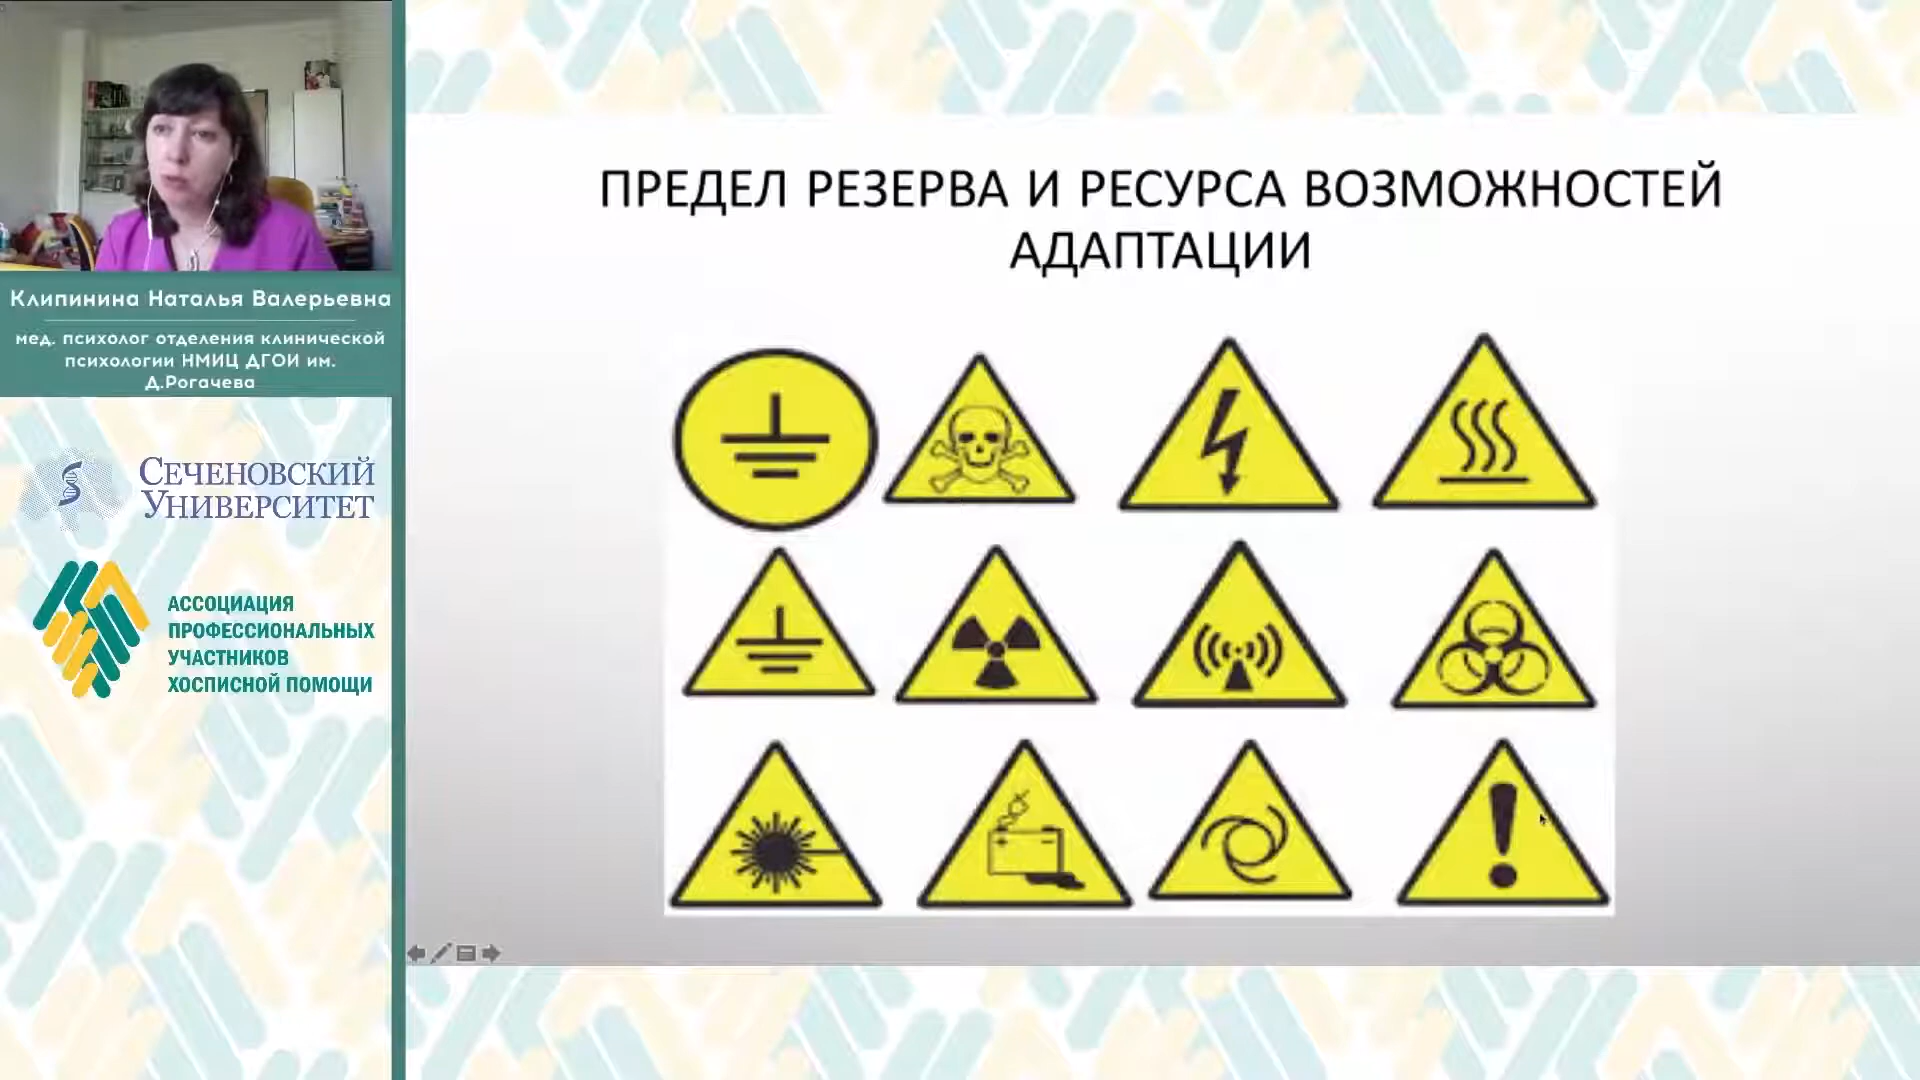 Клипинина Наталья Валерьевна
мед. психолог отделения клинической
психологии НМИЦ ДГОИ им.
Д.Рогачева
СЕЧЕНОВСКИЙ
УНИВЕРСИТЕТ
АССОЦИАЦИЯ
ПРОФЕССИОНАЛЬНЫХ
УЧАСТНИКОВ
ХОСПИСНОЙ ПОМОЩИ
ПРЕДЕЛ РЕЗЕРВА И РЕСУРСА ВОЗМОЖНОСТЕЙ
АДАПТАЦИИ